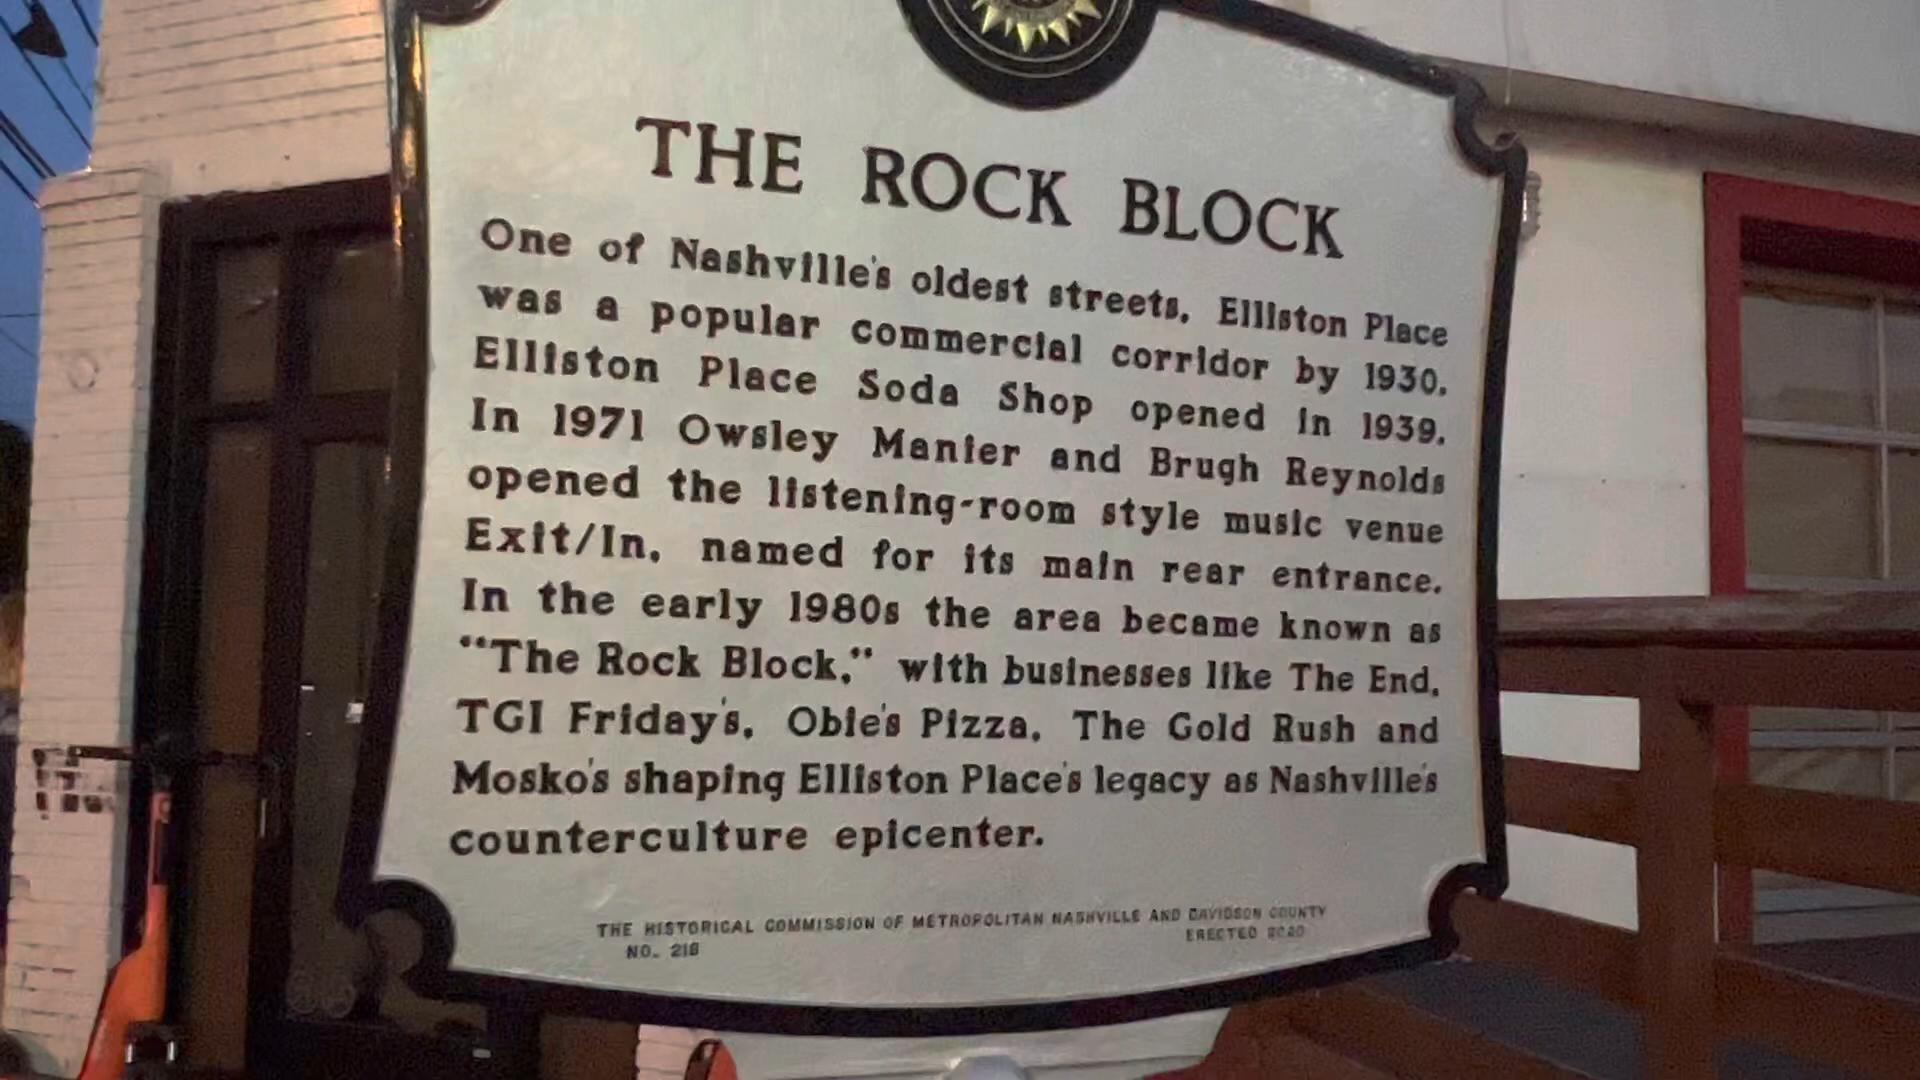 THE ROCK BLOCK
One of Nashville's oldest streets, Elliston Place
was a popular commercial corridor by 1930.
Elliston Place Soda Shop opened in 1939.
In 1971 Owsley Manier and Brugh Reynolds
opened the listening-room style music venue
Exit/In, named for its main rear entrance.
In the early 1980s the area became known as
"The Rock Block," with businesses like The End,
TGI Friday's, Obie's Pizza, The Gold Rush and
Mosko's shaping Elliston Place's legacy as Nashville's
counterculture epicenter.
THE HISTORICAL COMMISSION OF METROPOLITAN NASHVILLE AND DAVIDSON COUNTY
NO. 218 ERECTED 2020